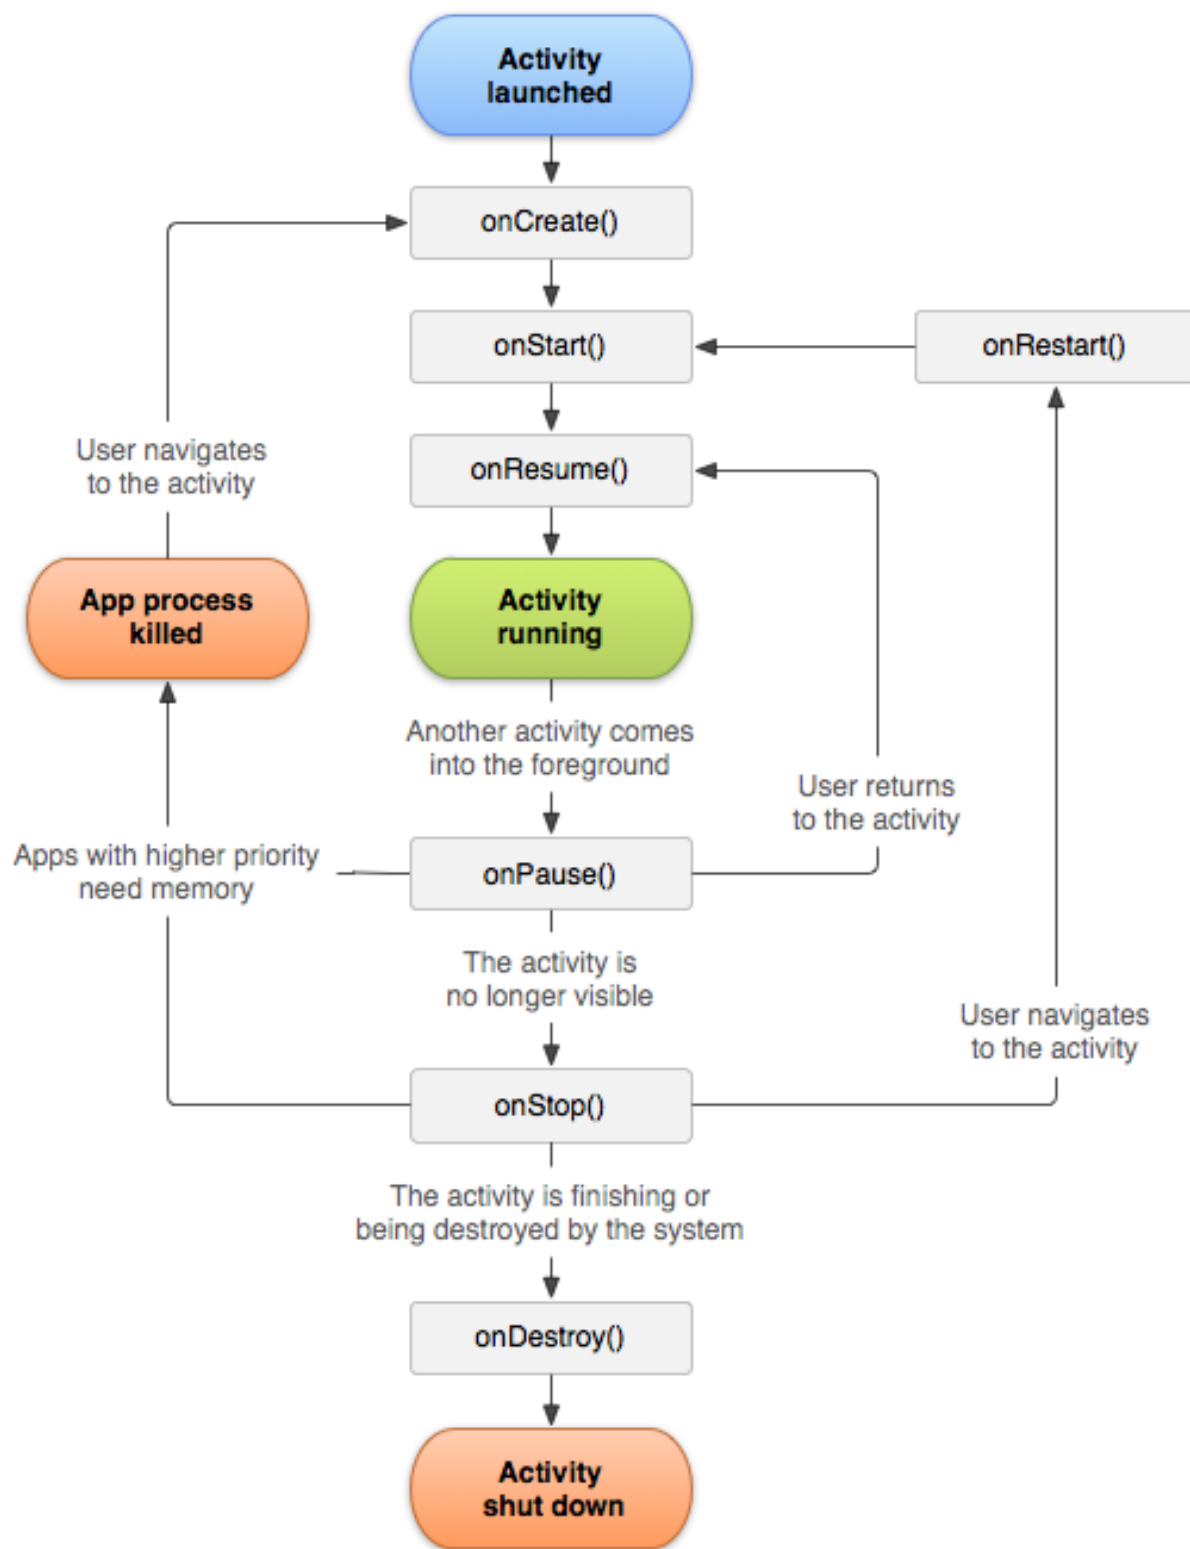 Activity
launched
onCreate()
onStart()
onRestart()
User navigates
to the activity
onResume()
App process
killed
Activity
running
Another activity comes
into the foreground
User returns
to the activity
Apps with higher priority
need memory
onPause()
The activity is
no longer visible
User navigates
to the activity
onStop()
The activity is finishing or
being destroyed by the system
onDestroy()
Activity
shut down